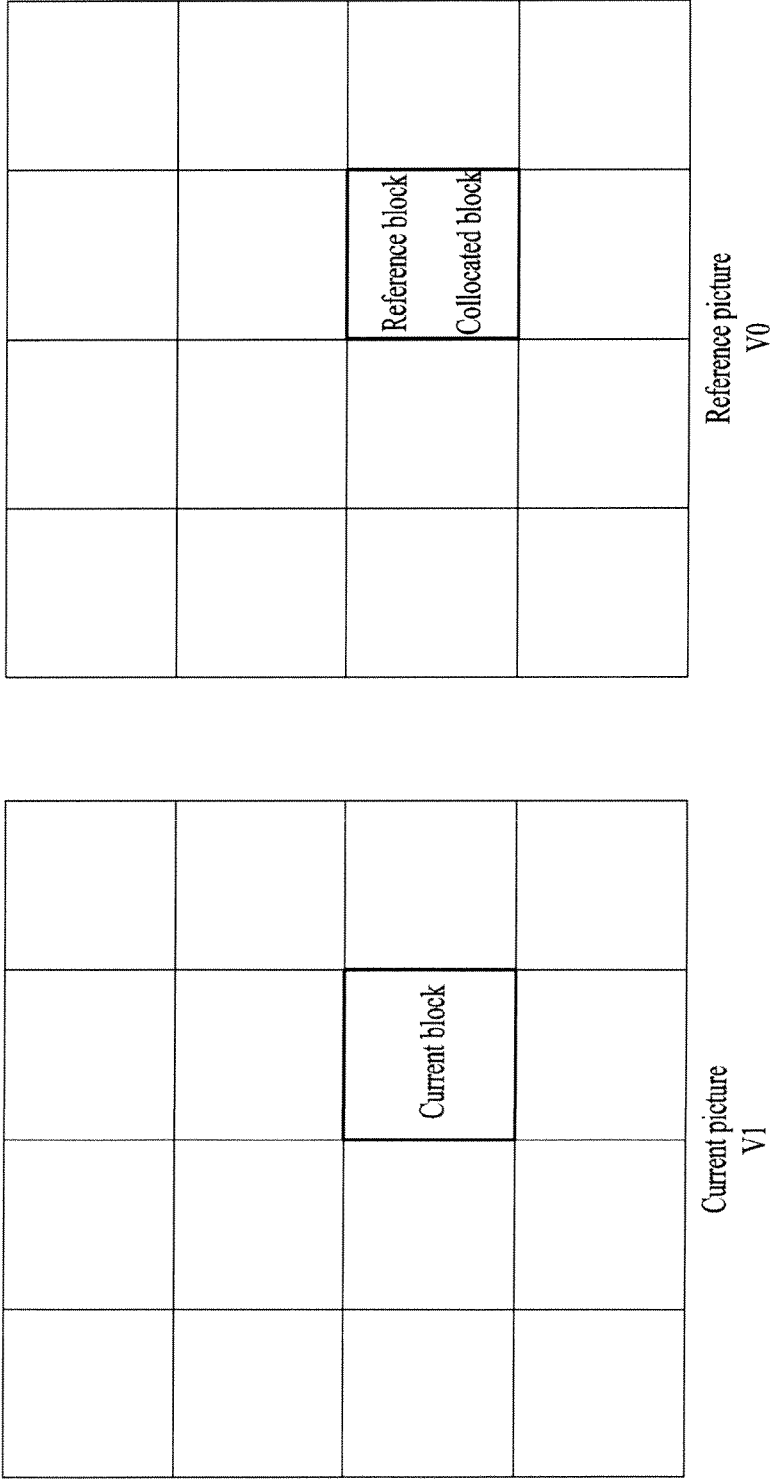 Current block
Current picture
V1
Reference block
Collocated block
Reference picture
V0